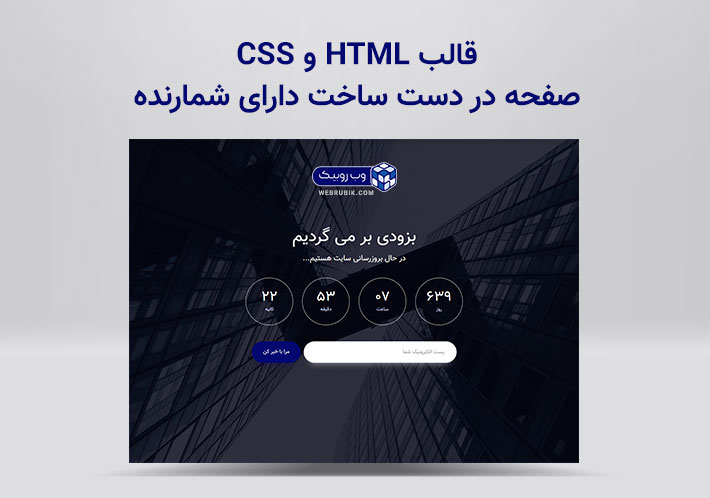 قالب HTML و CSS
صفحه در دست ساخت دارای شمارنده
وب روبیک
WEBRUBIK.COM
بزودی بر می گردیم
در حال بروزرسانی سایت هستیم...
۶۳۹ ۰۷ ۵۳ ۲۲
روز ساعت دقیقه ثانیه
پست الکترونیک شما مرا با خبر کن